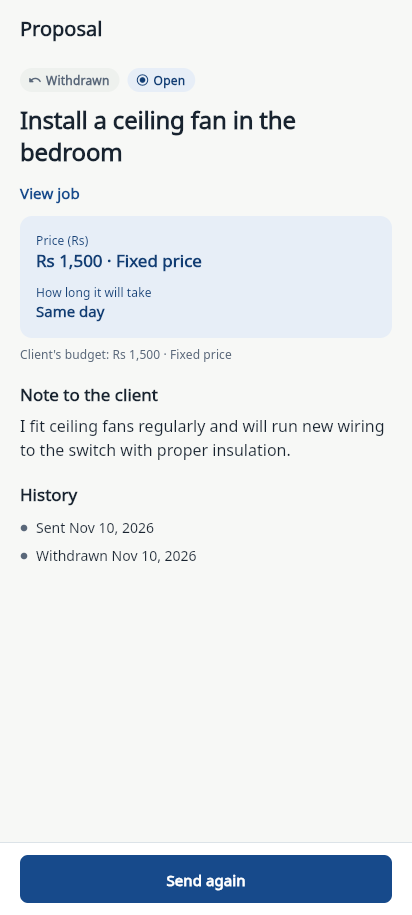 Proposal
Withdrawn
Open
Install a ceiling fan in the
bedroom
View job
Price (Rs)
Rs 1,500 · Fixed price
How long it will take
Same day
Client's budget: Rs 1,500 · Fixed price
Note to the client
I fit ceiling fans regularly and will run new wiring
to the switch with proper insulation.
History
Sent Nov 10, 2026
Withdrawn Nov 10, 2026
Send again